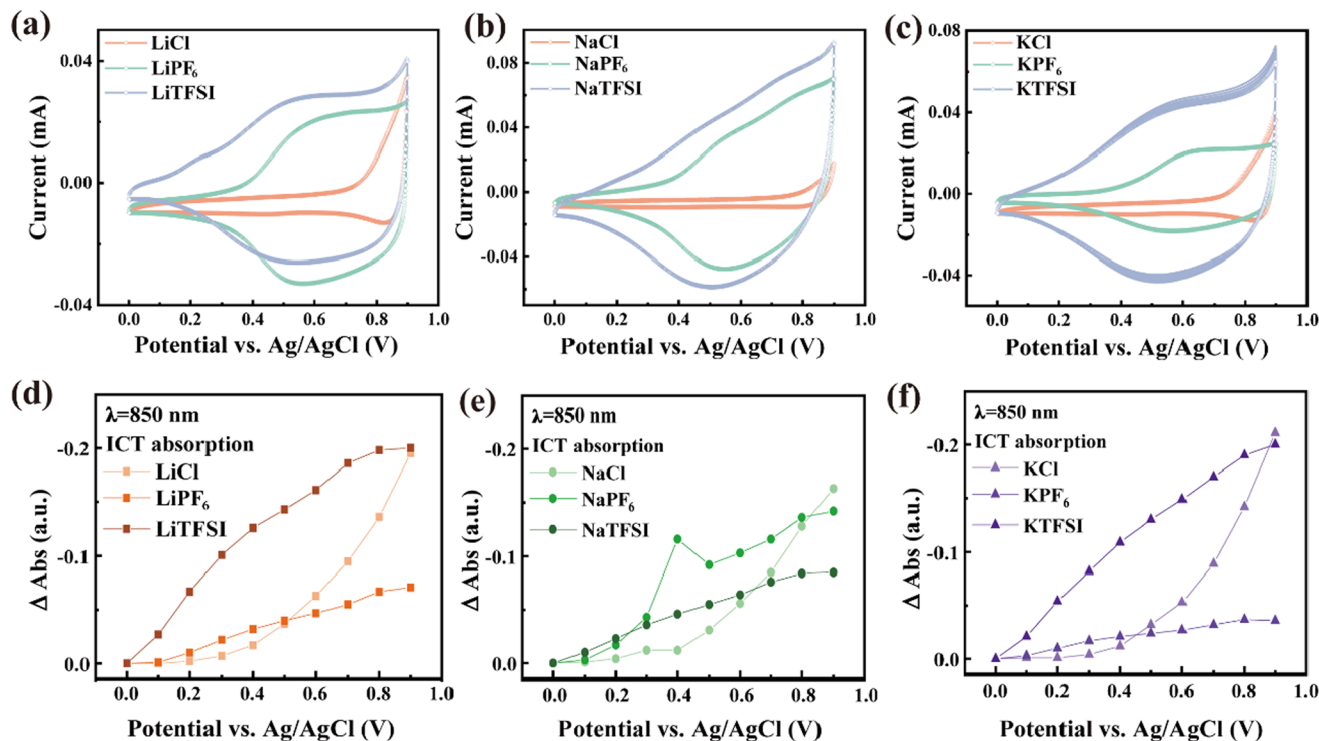 (a)
LiCl
LiPF6
LiTFSI
0.04
0.00
-0.04
Current (mA)
0.0 0.2 0.4 0.6 0.8 1.0
Potential vs. Ag/AgCl (V)
(b)
NaCl
NaPF6
NaTFSI
0.08
0.04
0.00
-0.04
Current (mA)
0.0 0.2 0.4 0.6 0.8 1.0
Potential vs. Ag/AgCl (V)
(c)
KCl
KPF6
KTFSI
0.08
0.04
0.00
-0.04
Current (mA)
0.0 0.2 0.4 0.6 0.8 1.0
Potential vs. Ag/AgCl (V)
(d)
λ=850 nm
ICT absorption
LiCl
LiPF6
LiTFSI
-0.2
-0.1
0.0
Δ Abs (a.u.)
0.0 0.2 0.4 0.6 0.8 1.0
Potential vs. Ag/AgCl (V)
(e)
λ=850 nm
ICT absorption
NaCl
NaPF6
NaTFSI
-0.2
-0.1
0.0
Δ Abs (a.u.)
0.0 0.2 0.4 0.6 0.8 1.0
Potential vs. Ag/AgCl (V)
(f)
λ=850 nm
ICT absorption
KCl
KPF6
KTFSI
-0.2
-0.1
0.0
Δ Abs (a.u.)
0.0 0.2 0.4 0.6 0.8 1.0
Potential vs. Ag/AgCl (V)